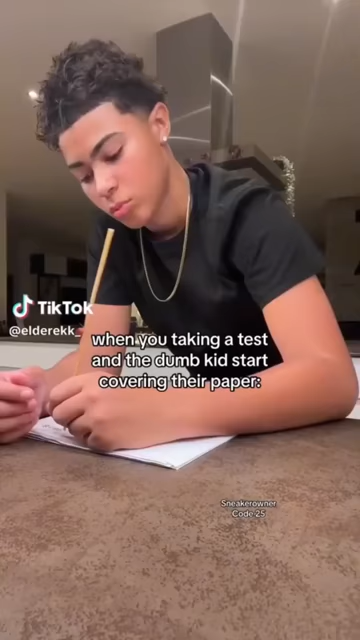 TikTok
@elderekk_
when you taking a test
and the dumb kid start
covering their paper:
Sneakerowner
Code 25